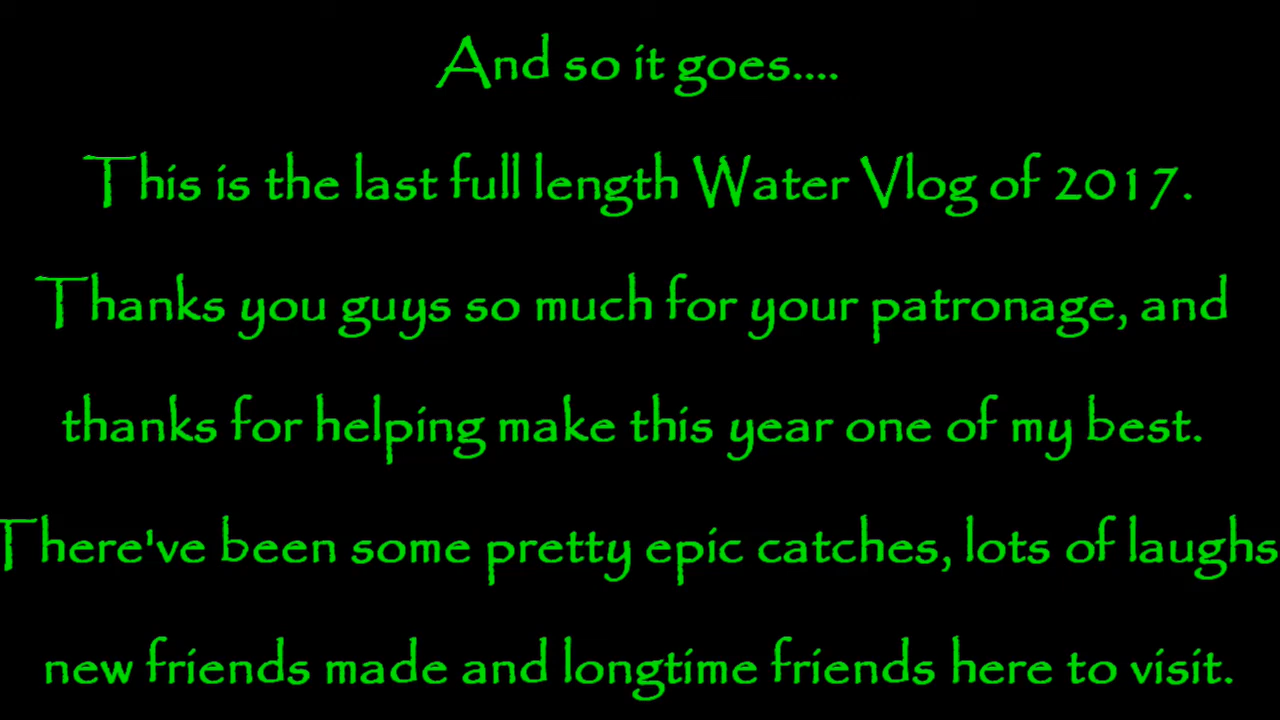 And so it goes....
This is the last full length Water Vlog of 2017.
Thanks you guys so much for your patronage, and
thanks for helping make this year one of my best.
There've been some pretty epic catches, lots of laughs
new friends made and longtime friends here to visit.